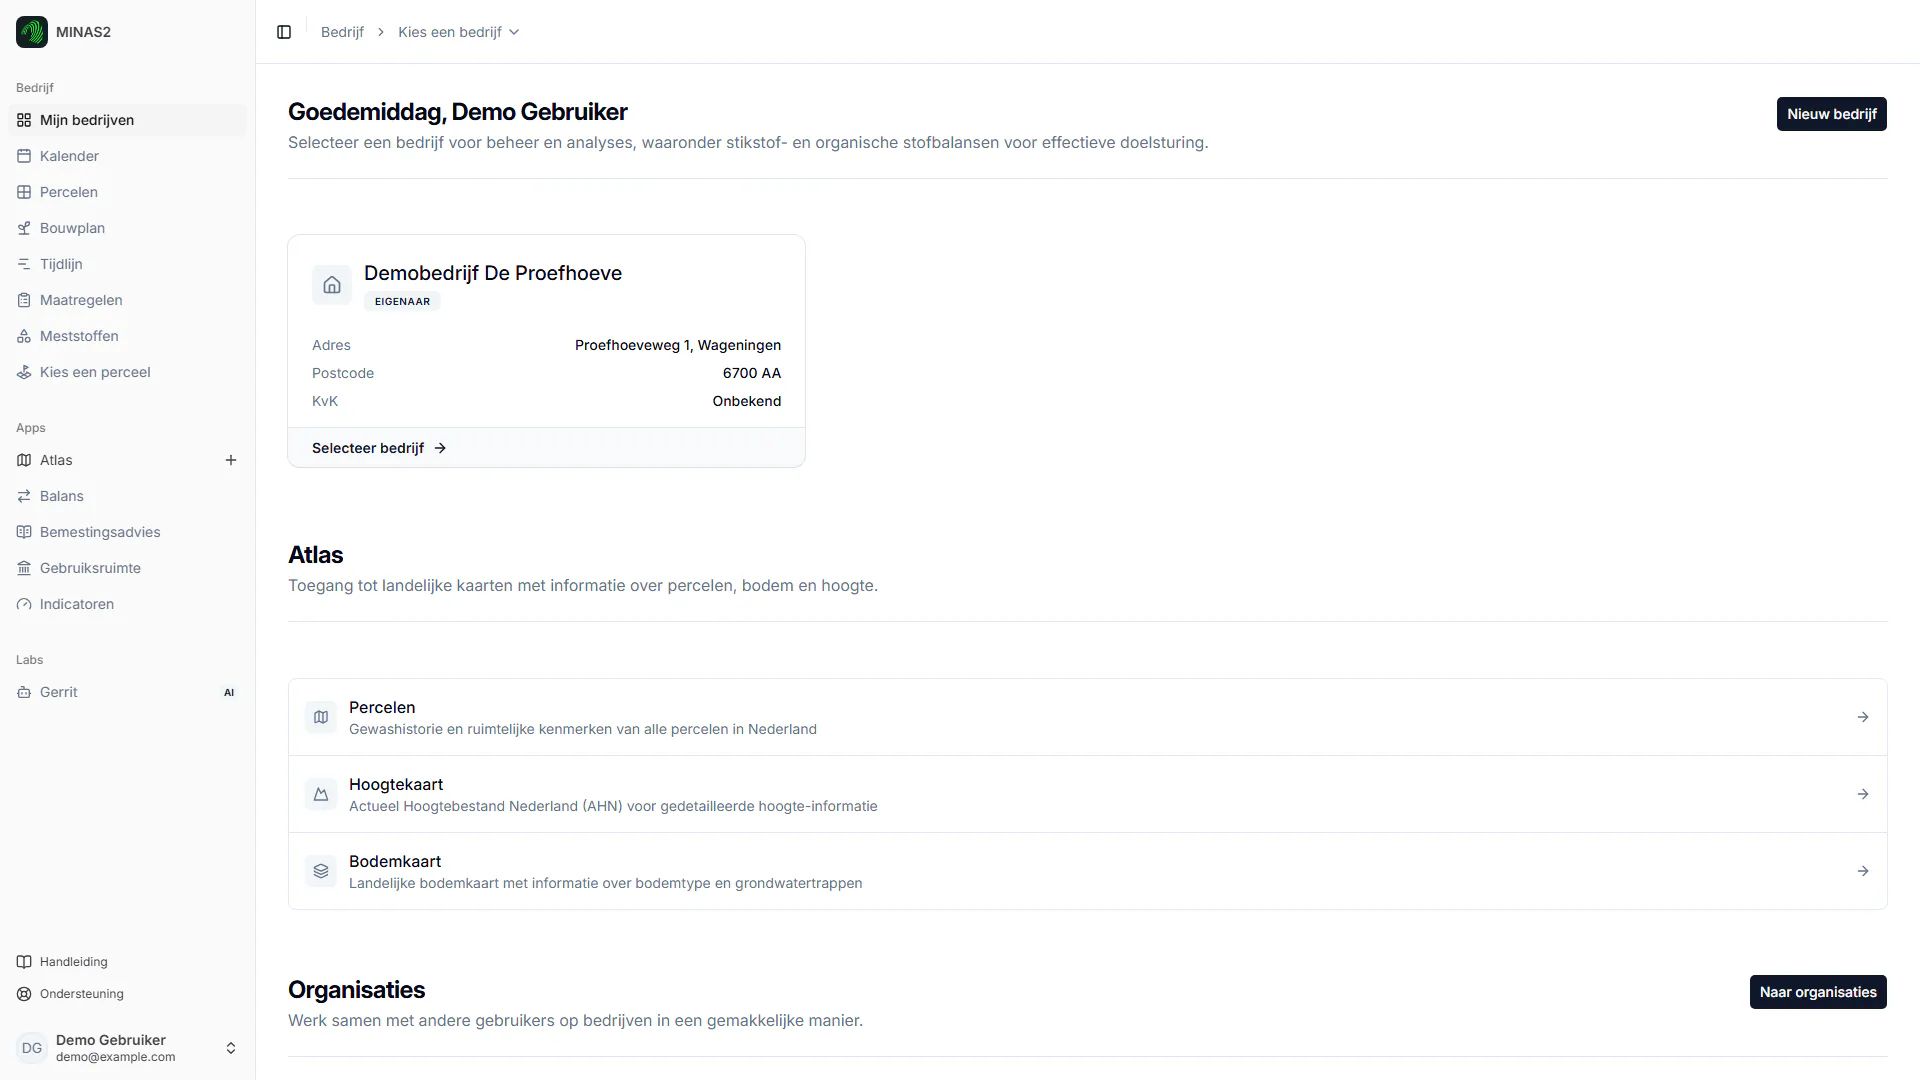 MINAS2
Bedrijf
Mijn bedrijven
Kalender
Percelen
Bouwplan
Tijdlijn
Maatregelen
Meststoffen
Kies een perceel
Apps
Atlas
Balans
Bemestingsadvies
Gebruiksruimte
Indicatoren
Labs
Gerrit AI
Handleiding
Ondersteuning
DG Demo Gebruiker
demo@example.com
Bedrijf Kies een bedrijf
Goedemiddag, Demo Gebruiker
Selecteer een bedrijf voor beheer en analyses, waaronder stikstof- en organische stofbalansen voor effectieve doelsturing.
Nieuw bedrijf
Demobedrijf De Proefhoeve
EIGENAAR
Adres Proefhoeveweg 1, Wageningen
Postcode 6700 AA
KvK Onbekend
Selecteer bedrijf
Atlas
Toegang tot landelijke kaarten met informatie over percelen, bodem en hoogte.
Percelen
Gewashistorie en ruimtelijke kenmerken van alle percelen in Nederland
Hoogtekaart
Actueel Hoogtebestand Nederland (AHN) voor gedetailleerde hoogte-informatie
Bodemkaart
Landelijke bodemkaart met informatie over bodemtype en grondwatertrappen
Organisaties
Werk samen met andere gebruikers op bedrijven in een gemakkelijke manier.
Naar organisaties